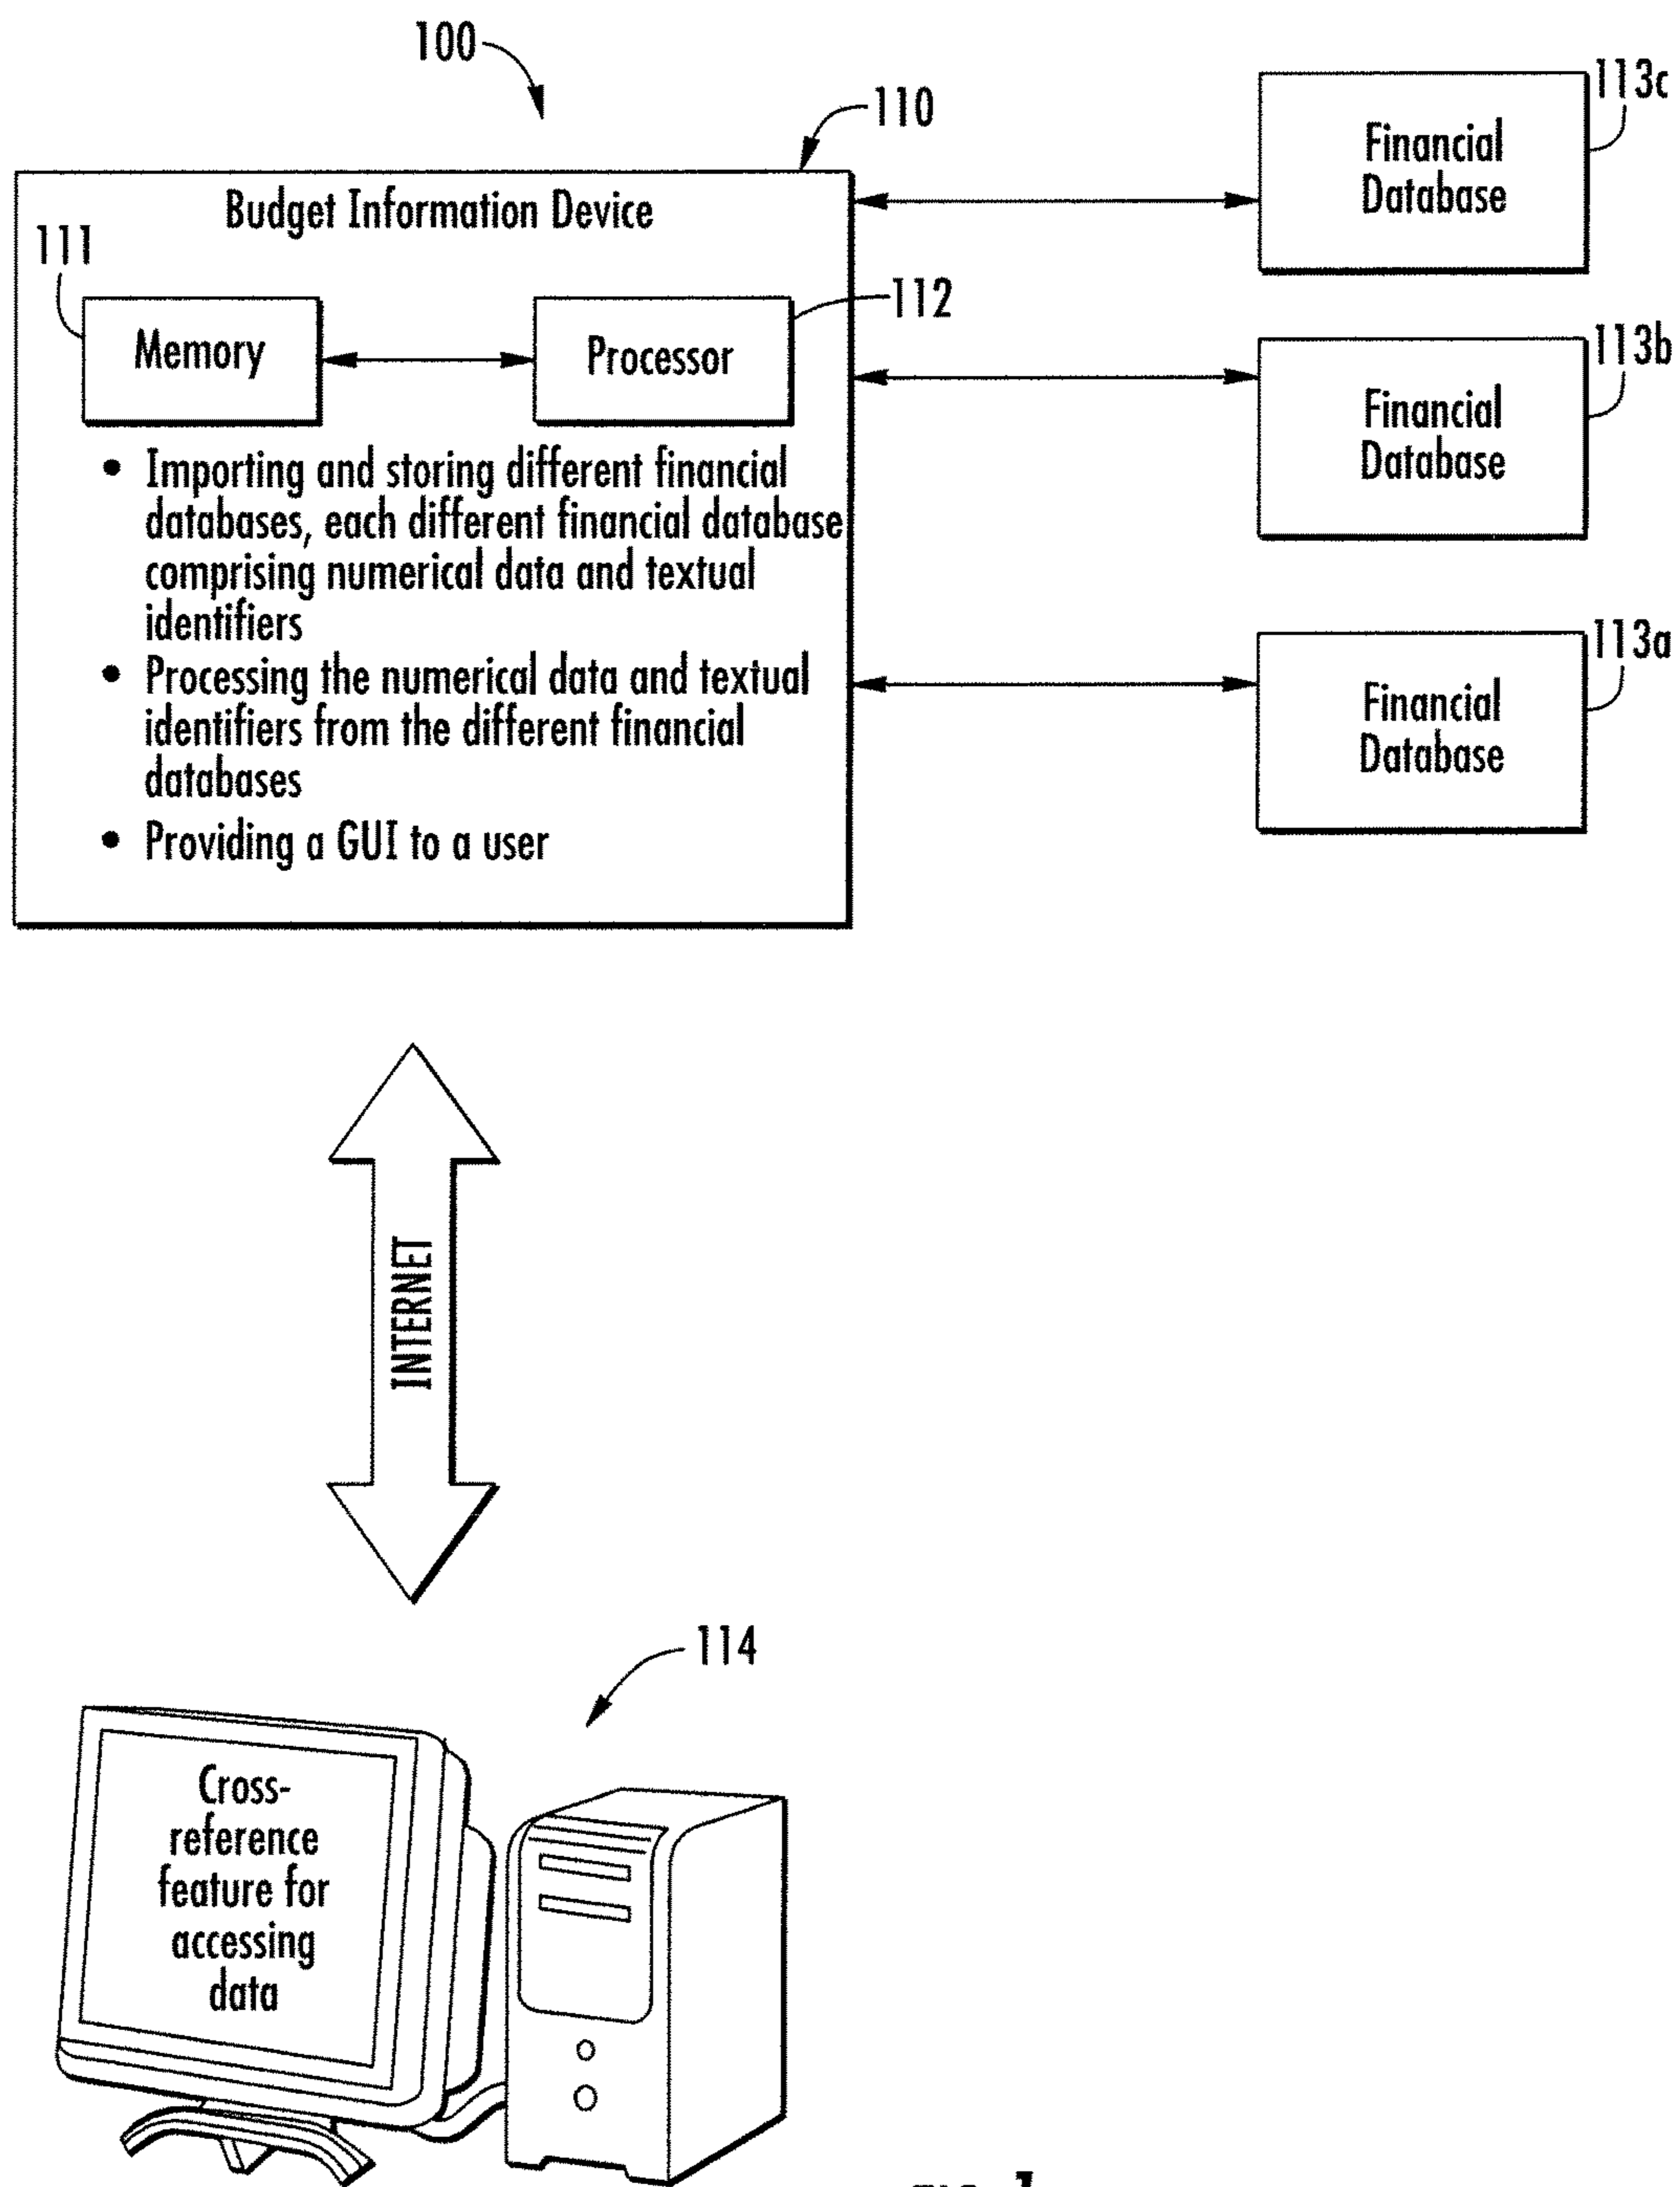 100
110
113c
Financial
Database
Budget Information Device
111
112
Memory
Processor
113b
Financial
Database
• Importing and storing different financial
databases, each different financial database
comprising numerical data and textual
identifiers
• Processing the numerical data and textual
identifiers from the different financial
databases
• Providing a GUI to a user
113a
Financial
Database
INTERNET
114
Cross-
reference
feature for
accessing
data